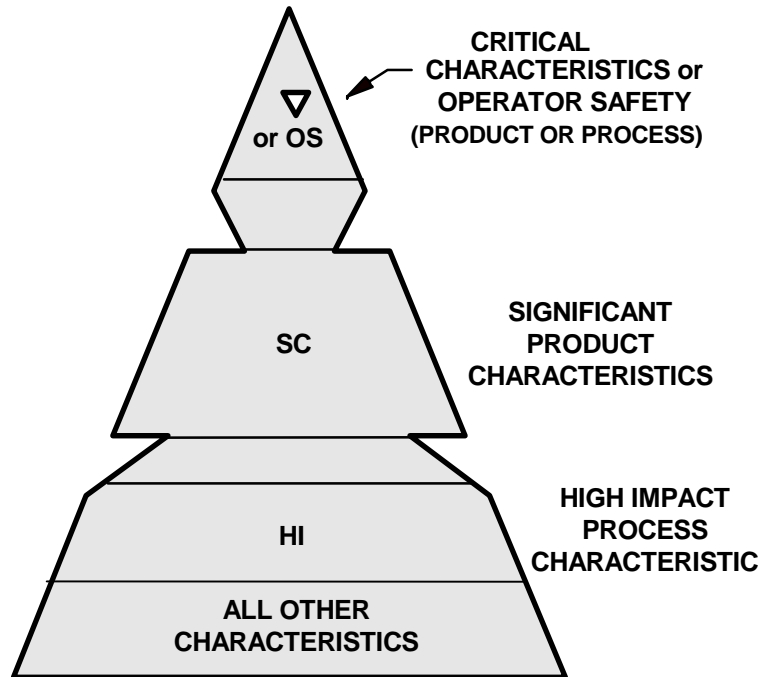 CRITICAL
CHARACTERISTICS or
OPERATOR SAFETY
(PRODUCT OR PROCESS)
or OS
SC
SIGNIFICANT
PRODUCT
CHARACTERISTICS
HI
HIGH IMPACT
PROCESS
CHARACTERISTIC
ALL OTHER
CHARACTERISTICS